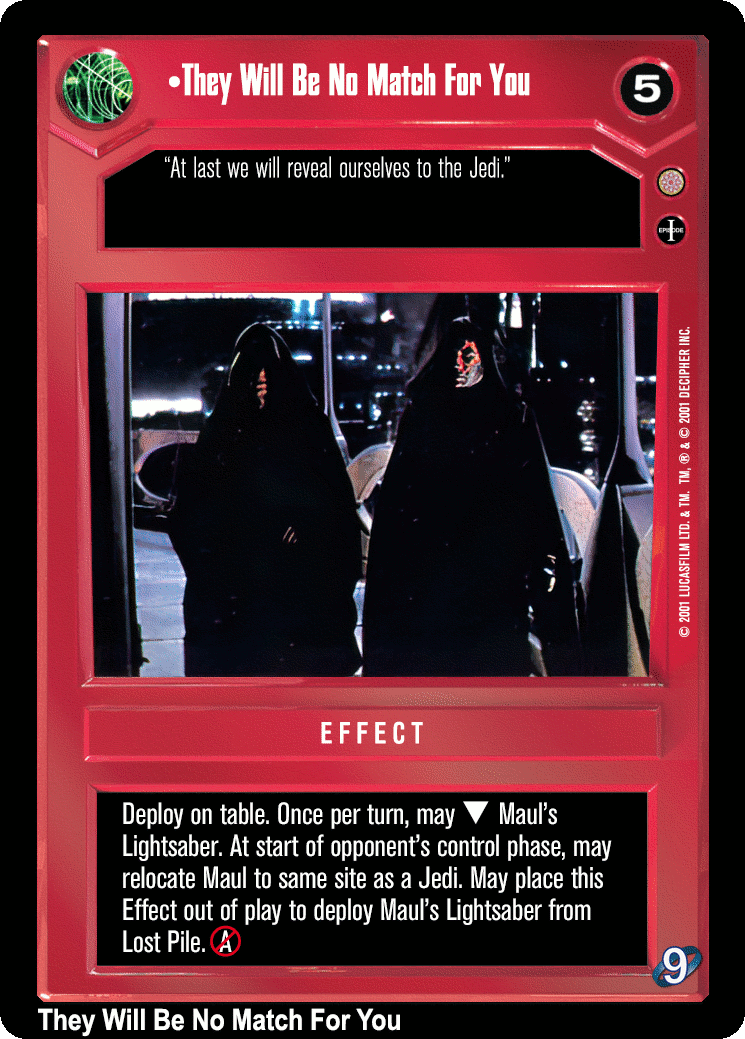 •They Will Be No Match For You
5
“At last we will reveal ourselves to the Jedi.”
EPISODE
I
© 2001 LUCASFILM LTD. & TM. TM, ® & © 2001 DECIPHER INC.
EFFECT
Deploy on table. Once per turn, may ▼ Maul’s
Lightsaber. At start of opponent’s control phase, may
relocate Maul to same site as a Jedi. May place this
Effect out of play to deploy Maul’s Lightsaber from
Lost Pile. A
9
They Will Be No Match For You